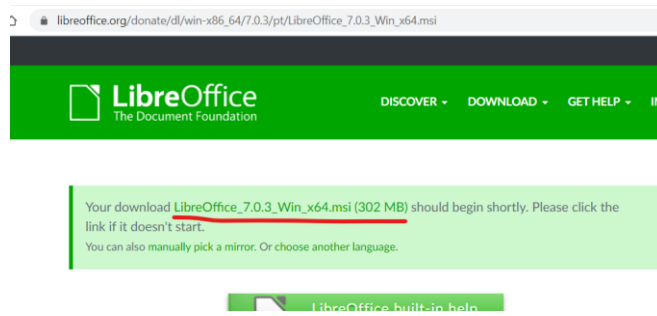 libreoffice.org/donate/dl/win-x86_64/7.0.3/pt/LibreOffice_7.0.3_Win_x64.msi
LibreOffice
The Document Foundation
DISCOVER DOWNLOAD GET HELP
Your download LibreOffice_7.0.3_Win_x64.msi (302 MB) should begin shortly. Please click the
link if it doesn't start.
You can also manually pick a mirror. Or choose another language.
LibreOffice built-in help